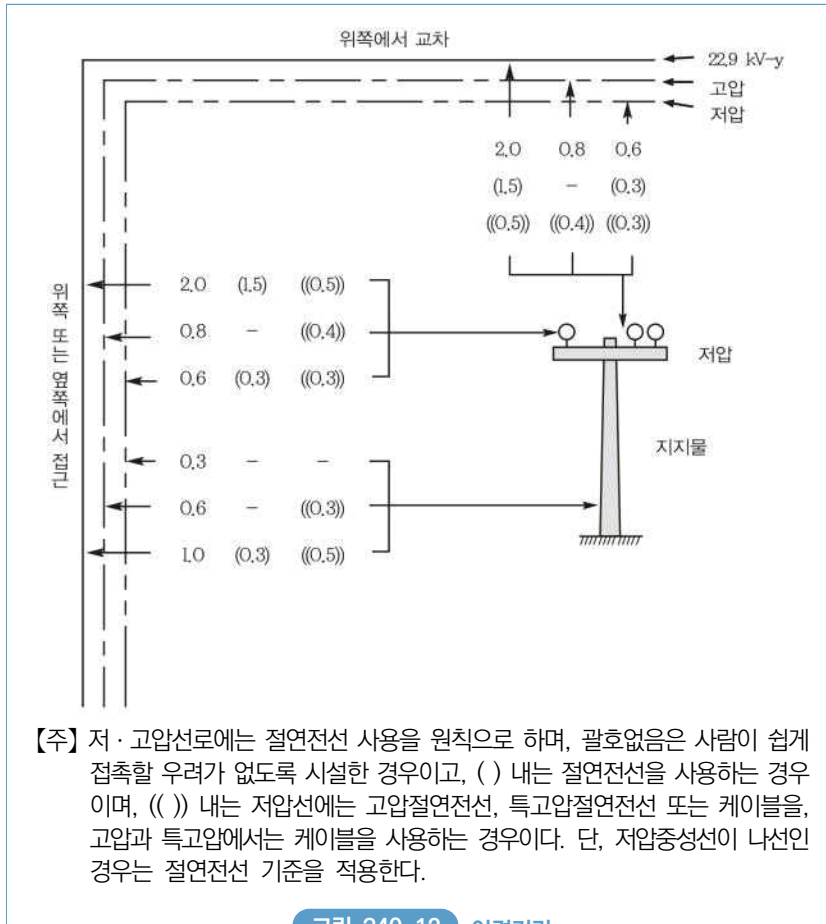 위쪽에서 교차
22.9 kV-y
고압
저압
2.0 0.8 0.6
(1.5) - (0.3)
((0.5)) ((0.4)) ((0.3))
위쪽 또는 옆쪽에서 접근
2.0 (1.5) ((0.5))
0.8 - ((0.4))
0.6 (0.3) ((0.3))
저압
지지물
0.3 - -
0.6 - ((0.3))
1.0 (0.3) ((0.5))
【주】 저 · 고압선로에는 절연전선 사용을 원칙으로 하며, 괄호없음은 사람이 쉽게
접촉할 우려가 없도록 시설한 경우이고, ( ) 내는 절연전선을 사용하는 경우
이며, (( )) 내는 저압선에는 고압절연전선, 특고압절연전선 또는 케이블을,
고압과 특고압에서는 케이블을 사용하는 경우이다. 단, 저압중성선이 나선인
경우는 절연전선 기준을 적용한다.